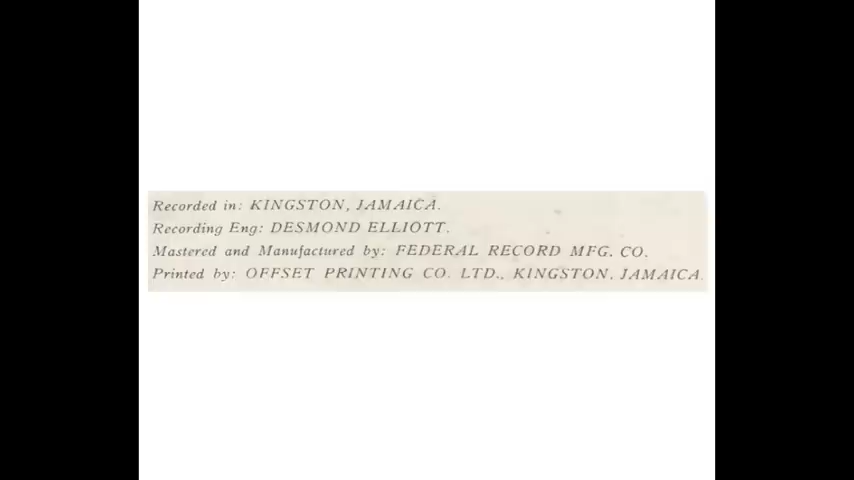 Recorded in: KINGSTON, JAMAICA.
Recording Eng: DESMOND ELLIOTT.
Mastered and Manufactured by: FEDERAL RECORD MFG. CO.
Printed by: OFFSET PRINTING CO. LTD., KINGSTON, JAMAICA.